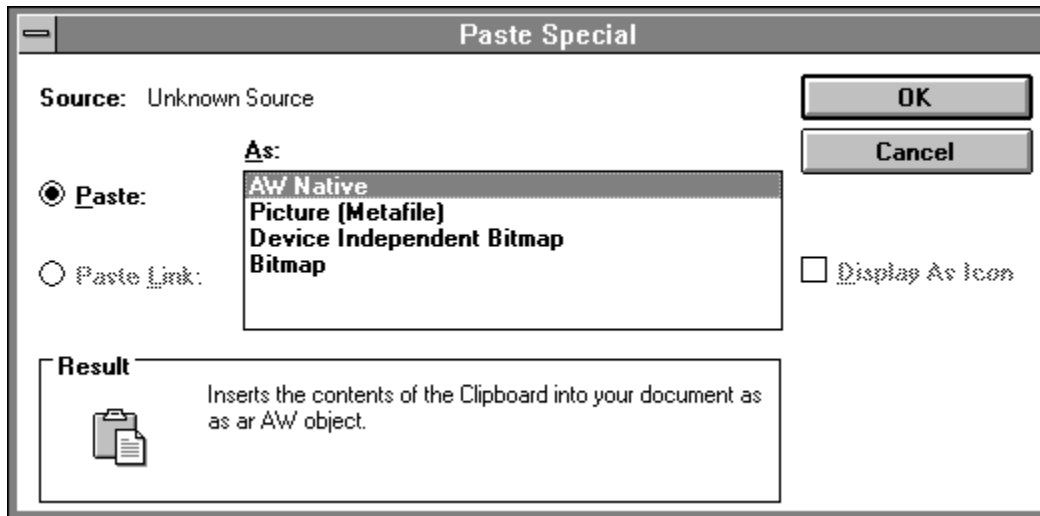 Paste Special
Source: Unknown Source
OK
Cancel
As:
Paste:
AW Native
Picture (Metafile)
Device Independent Bitmap
Bitmap
Paste Link:
Display As Icon
Result
Inserts the contents of the Clipboard into your document as
as ar AW object.